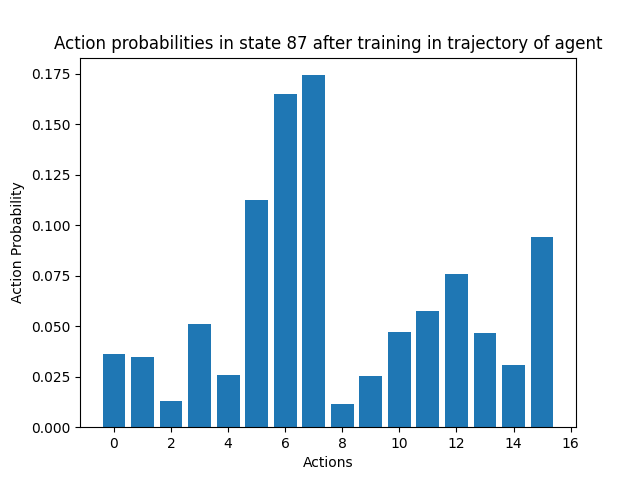 Action probabilities in state 87 after training in trajectory of agent
Action Probability
0.175
0.150
0.125
0.100
0.075
0.050
0.025
0.000
0 2 4 6 8 10 12 14 16
Actions